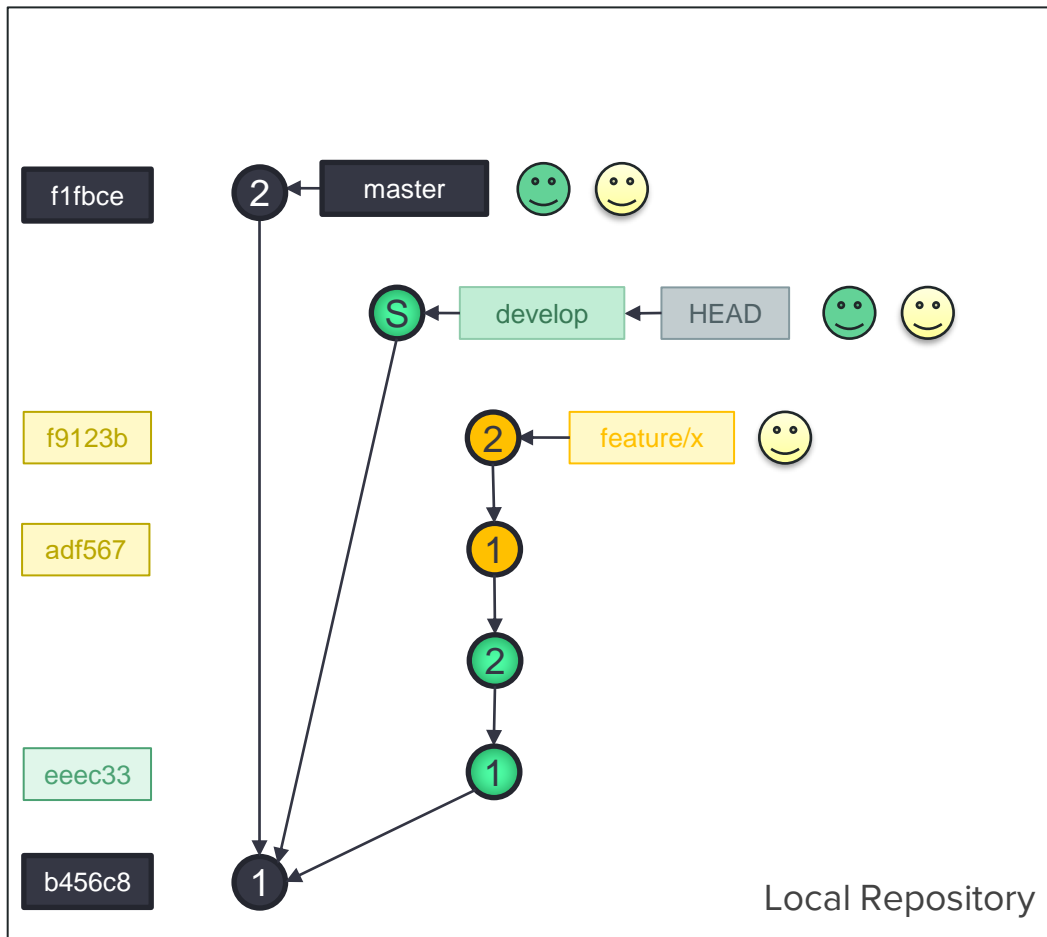 f1fbce
2
master
S
develop
HEAD
f9123b
2
feature/x
adf567
1
2
eeec33
1
b456c8
1
Local Repository